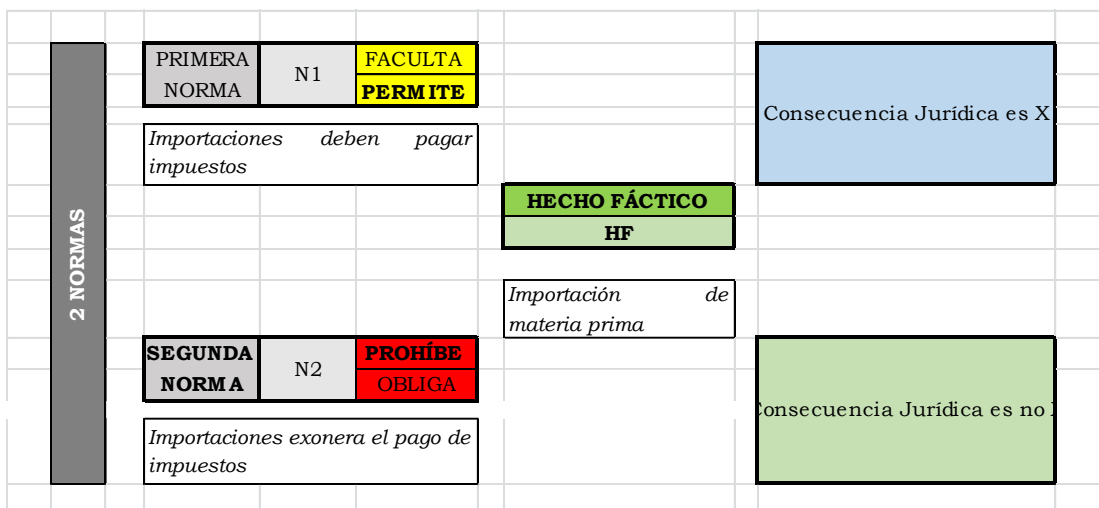 2 NORMAS
PRIMERA
NORMA
N1
FACULTA
PERMITE
Importaciones deben pagar
impuestos
Consecuencia Jurídica es X
HECHO FÁCTICO
HF
Importación de
materia prima
SEGUNDA
NORMA
N2
PROHÍBE
OBLIGA
Importaciones exonera el pago de
impuestos
Consecuencia Jurídica es no